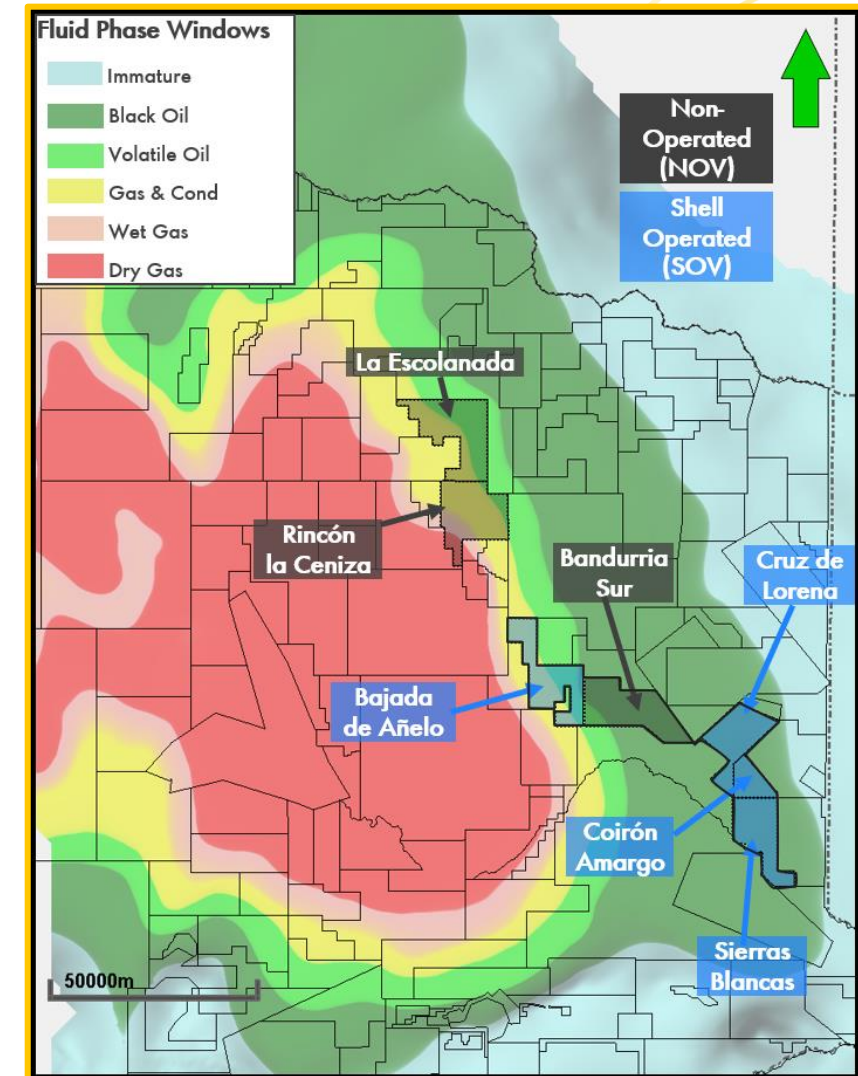 Fluid Phase Windows
Immature
Black Oil
Volatile Oil
Gas & Cond
Wet Gas
Dry Gas
Non-
Operated
(NOV)
Shell
Operated
(SOV)
La Escolanada
Rincón
la Ceniza
Bandurria
Sur
Cruz de
Lorena
Bajada
de Añelo
Coirón
Amargo
Sierras
Blancas
50000m